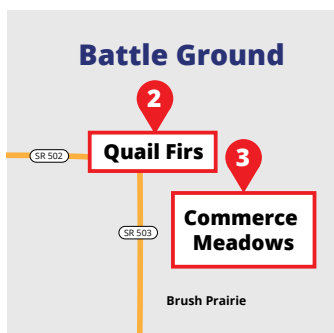 Battle Ground
2
Quail Firs
SR 502
3
Commerce
Meadows
SR 503
Brush Prairie